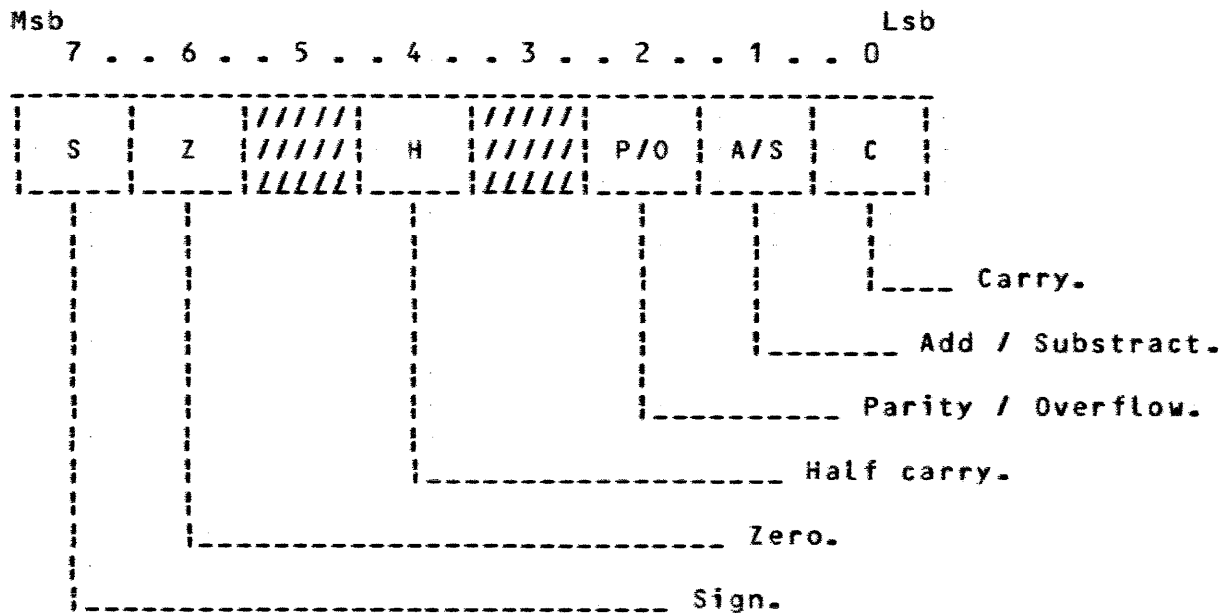 Msb Lsb
7 . . 6 . . 5 . . 4 . . 3 . . 2 . . 1 . . 0
S Z ///// H ///// P/O A/S C
Carry.
Add / Substract.
Parity / Overflow.
Half carry.
Zero.
Sign.